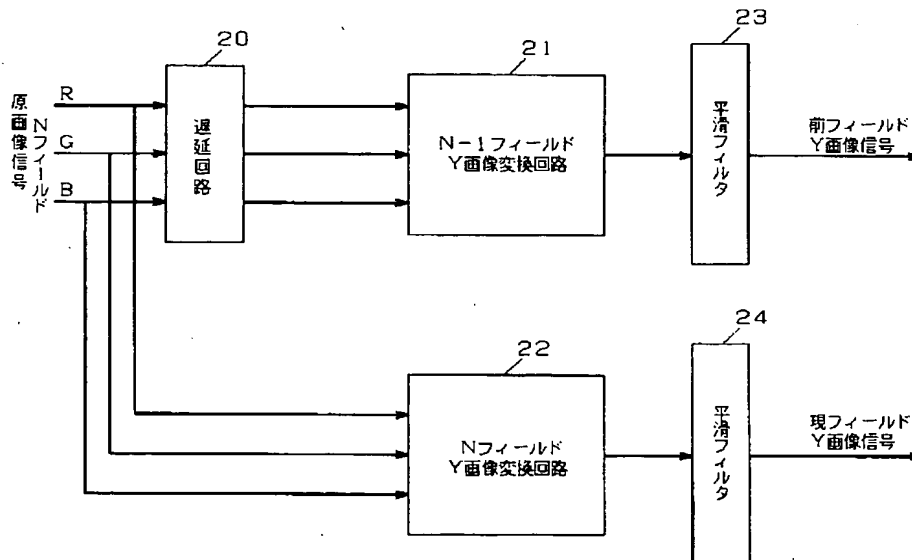 20
21
23
原画像信号
Nフィールド
R
G
B
遅延回路
N-1フィールド
Y画像変換回路
平滑フィルタ
前フィールド
Y画像信号
22
24
Nフィールド
Y画像変換回路
平滑フィルタ
現フィールド
Y画像信号